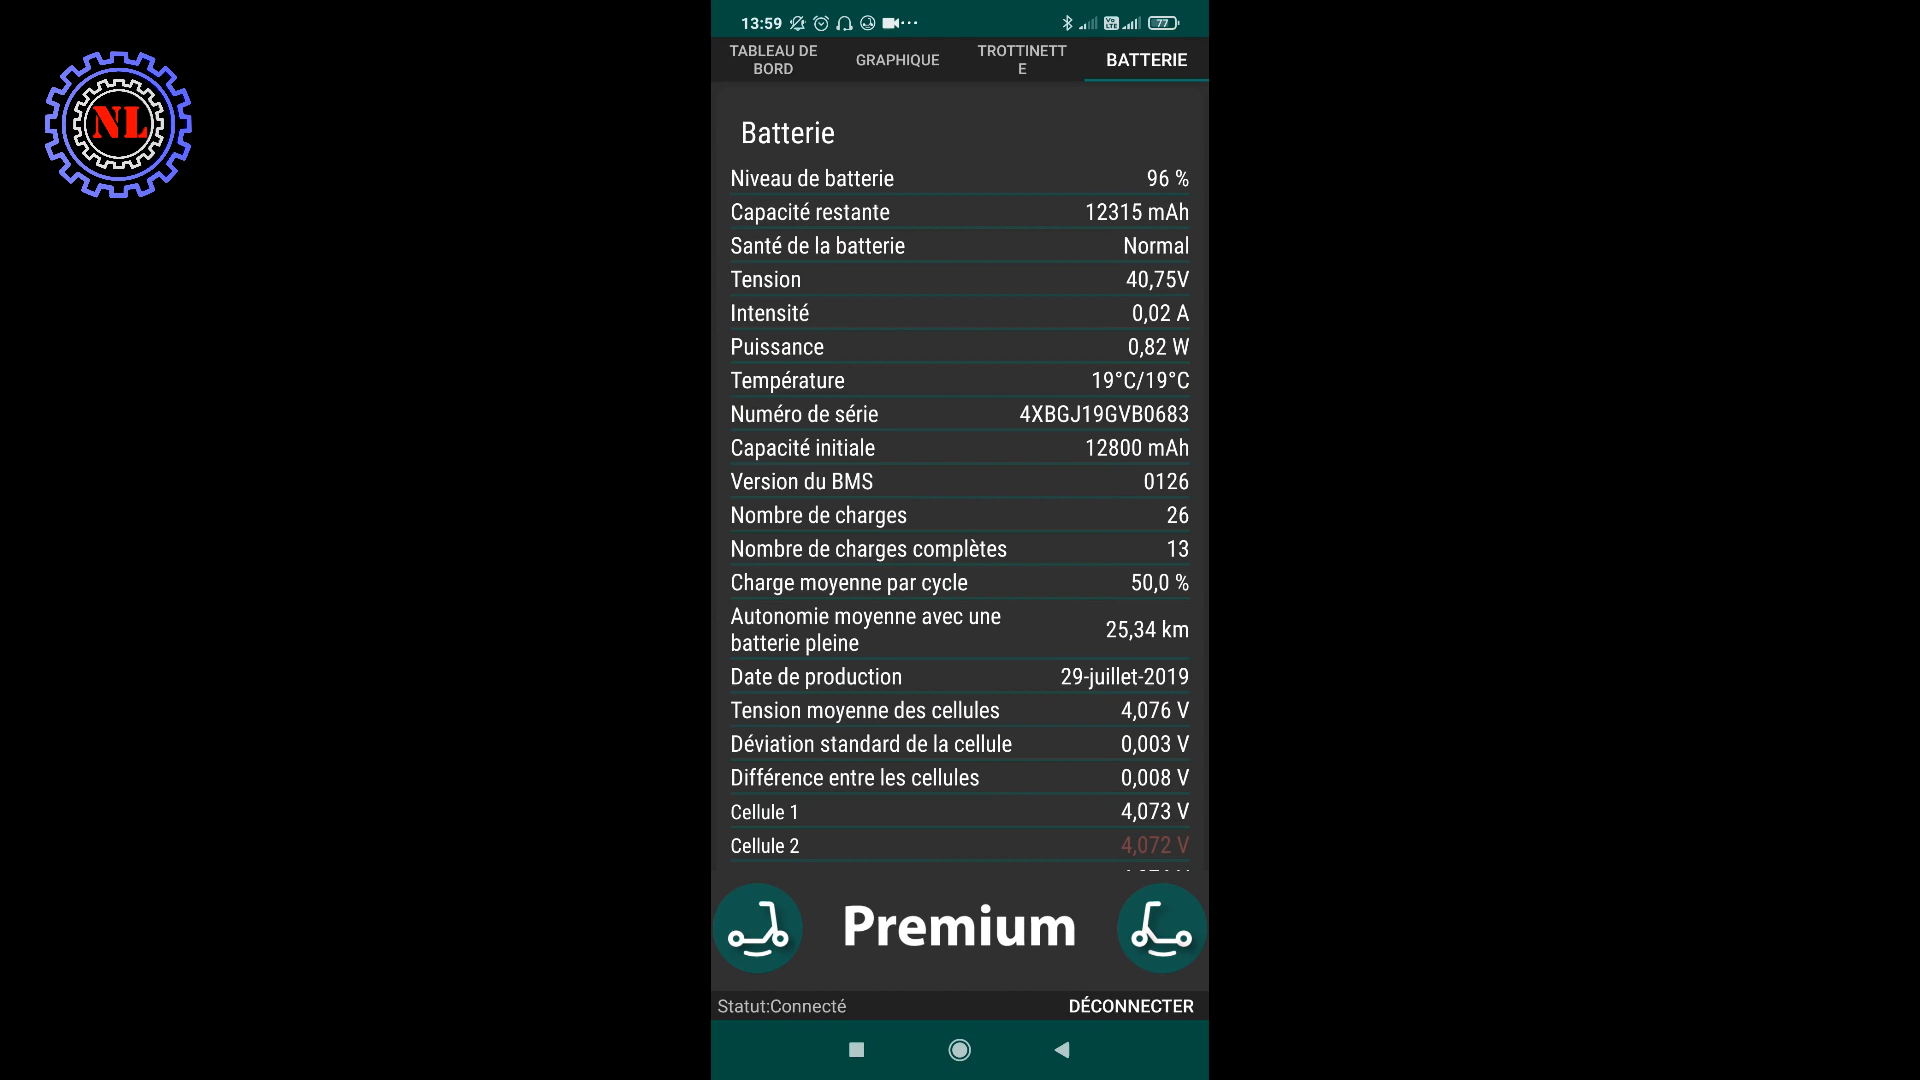 NL
13:59
Vo LTE
77
TABLEAU DE BORD
GRAPHIQUE
TROTTINETT E
BATTERIE
Batterie
Niveau de batterie 96 %
Capacité restante 12315 mAh
Santé de la batterie Normal
Tension 40,75V
Intensité 0,02 A
Puissance 0,82 W
Température 19°C/19°C
Numéro de série 4XBGJ19GVB0683
Capacité initiale 12800 mAh
Version du BMS 0126
Nombre de charges 26
Nombre de charges complètes 13
Charge moyenne par cycle 50,0 %
Autonomie moyenne avec une
batterie pleine 25,34 km
Date de production 29-juillet-2019
Tension moyenne des cellules 4,076 V
Déviation standard de la cellule 0,003 V
Différence entre les cellules 0,008 V
Cellule 1 4,073 V
Cellule 2 4,072 V
Premium
Statut:Connecté DÉCONNECTER